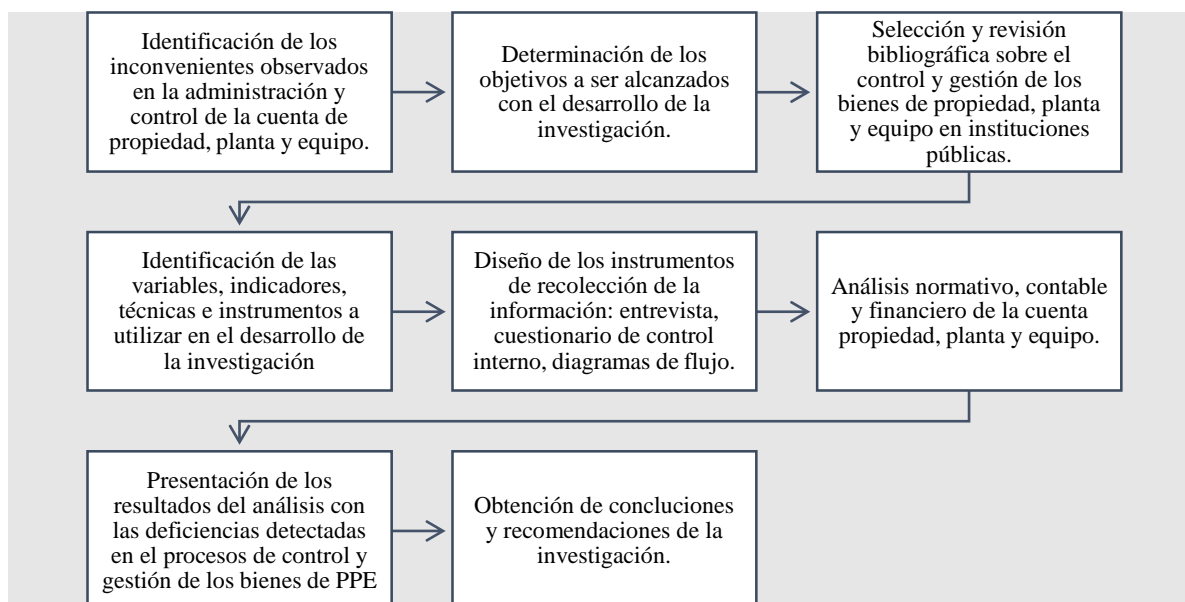 Identificación de los
inconvenientes observados
en la administración y
control de la cuenta de
propiedad, planta y equipo.
Determinación de los
objetivos a ser alcanzados
con el desarrollo de la
investigación.
Selección y revisión
bibliográfica sobre el
control y gestión de los
bienes de propiedad, planta
y equipo en instituciones
públicas.
Identificación de las
variables, indicadores,
técnicas e instrumentos a
utilizar en el desarrollo de
la investigación
Diseño de los instrumentos
de recolección de la
información: entrevista,
cuestionario de control
interno, diagramas de flujo.
Análisis normativo, contable
y financiero de la cuenta
propiedad, planta y equipo.
Presentación de los
resultados del análisis con
las deficiencias detectadas
en el procesos de control y
gestión de los bienes de PPE
Obtención de concluciones
y recomendaciones de la
investigación.